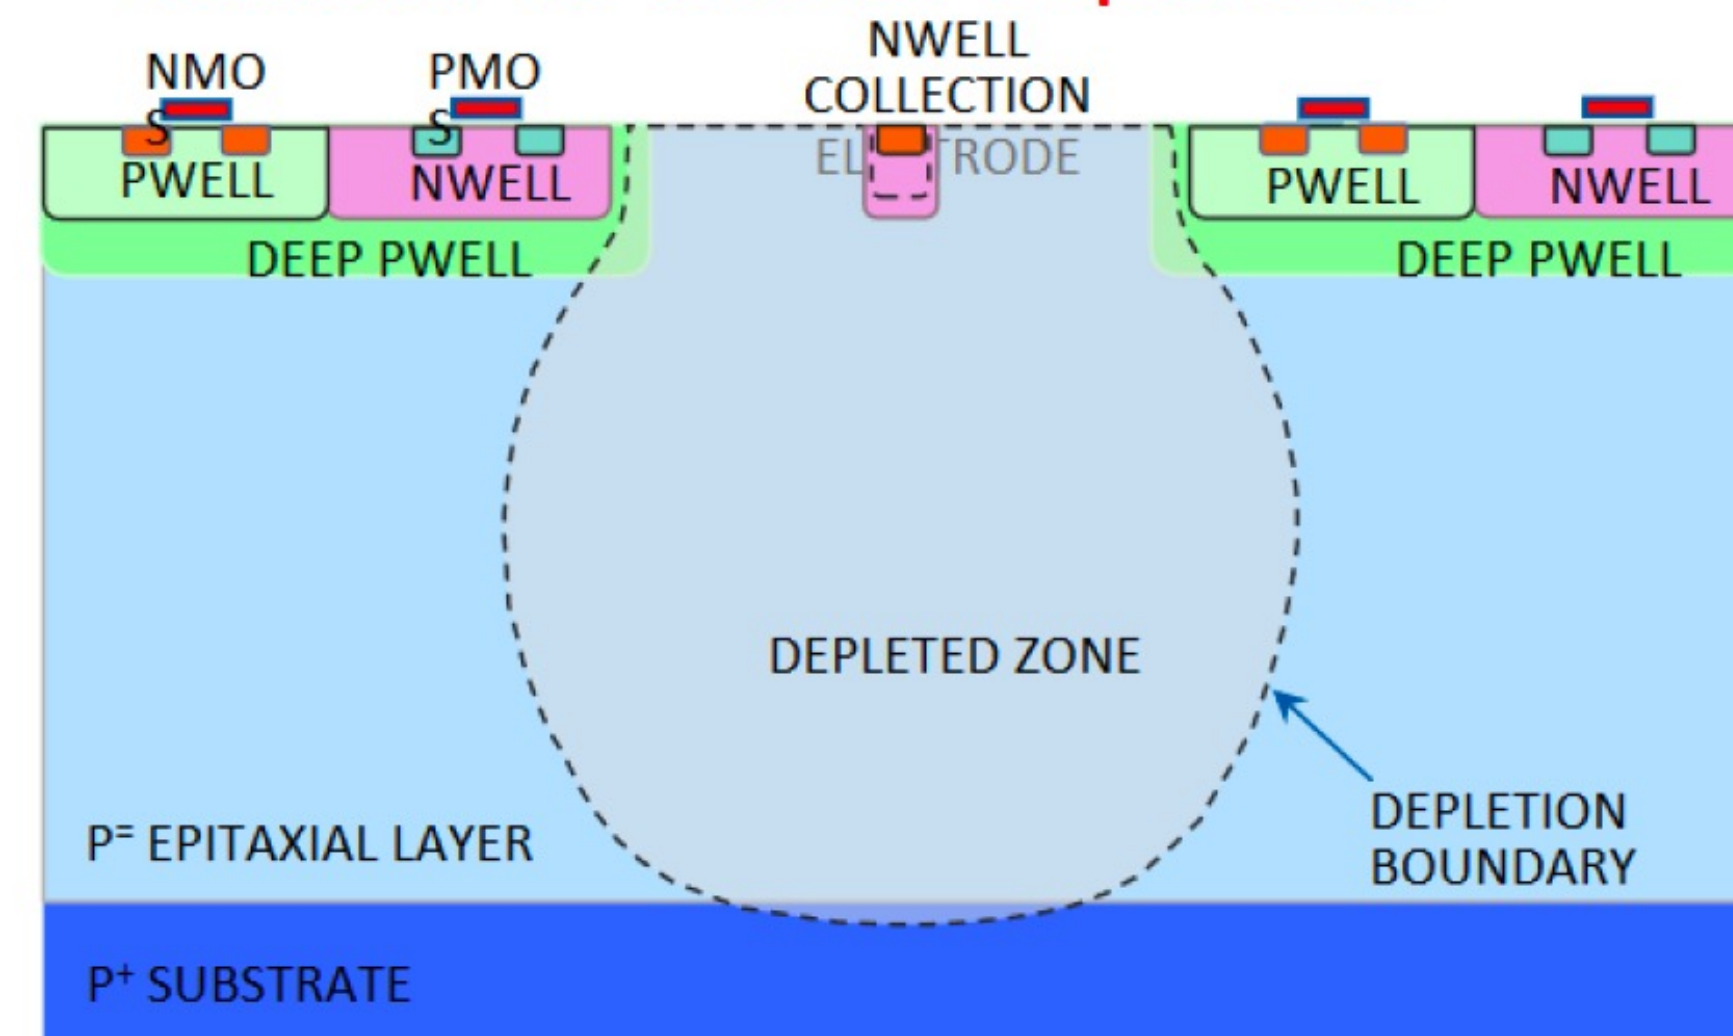 NWELL
COLLECTION
ELECTRODE
NMO
S
PMO
S
PWELL
NWELL
PWELL
NWELL
DEEP PWELL
DEEP PWELL
DEPLETED ZONE
DEPLETION
BOUNDARY
P= EPITAXIAL LAYER
P+ SUBSTRATE